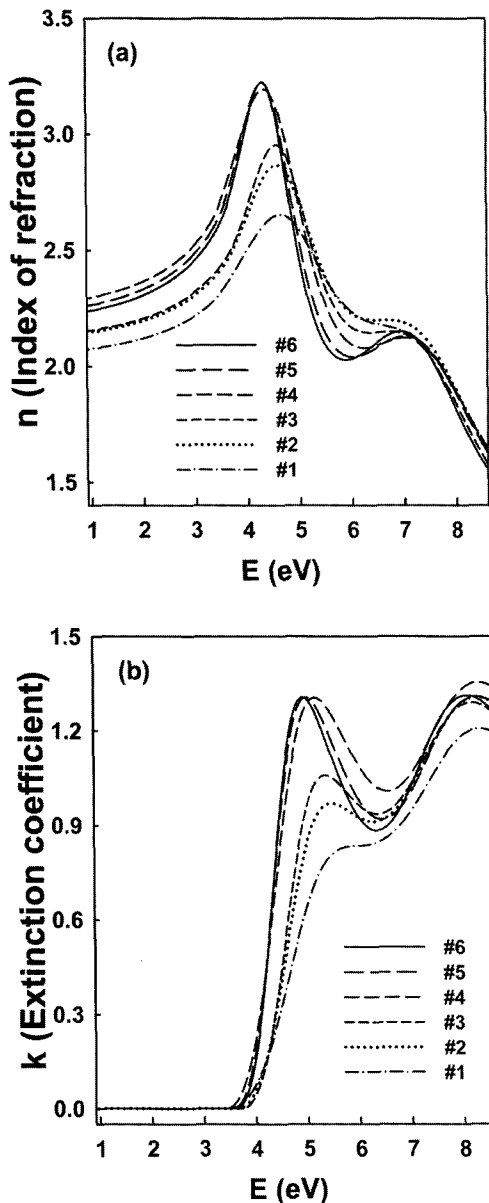 3.5
(a)
3.0
n (Index of refraction)
2.5
2.0
#6
#5
#4
#3
#2
#1
1.5
1 2 3 4 5 6 7 8
E (eV)
1.5
(b)
1.2
k (Extinction coefficient)
0.9
0.6
#6
#5
#4
#3
#2
#1
0.3
0.0
1 2 3 4 5 6 7 8
E (eV)